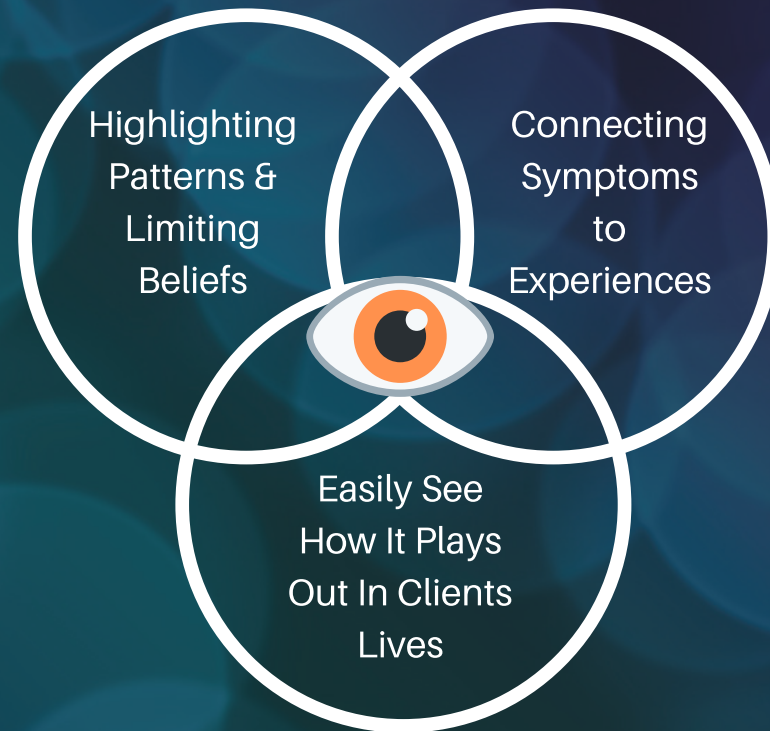 Highlighting
Patterns &
Limiting
Beliefs
Connecting
Symptoms
to
Experiences
Easily See
How It Plays
Out In Clients
Lives